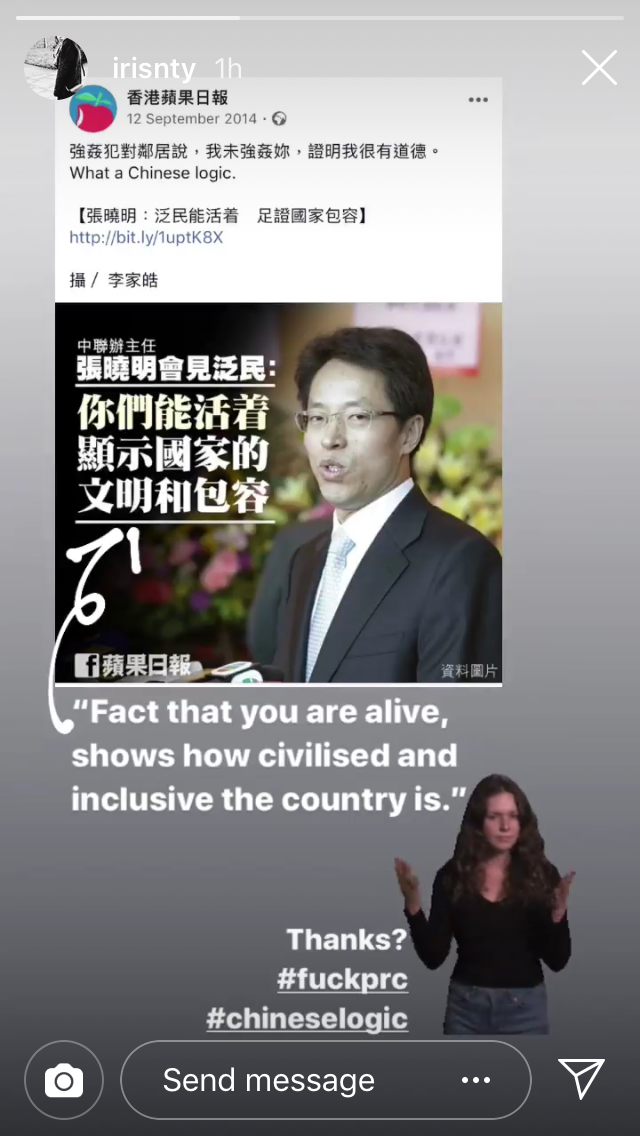 irisnty 1h
香港蘋果日報
12 September 2014 ·
強姦犯對鄰居說，我未強姦妳，證明我很有道德。
What a Chinese logic.
【張曉明：泛民能活着　足證國家包容】
http://bit.ly/1uptK8X
攝 / 李家皓
中聯辦主任
張曉明會見泛民：
你們能活着
顯示國家的
文明和包容
f蘋果日報
資料圖片
“Fact that you are alive,
shows how civilised and
inclusive the country is.”
Thanks?
#fuckprc
#chineselogic
Send message